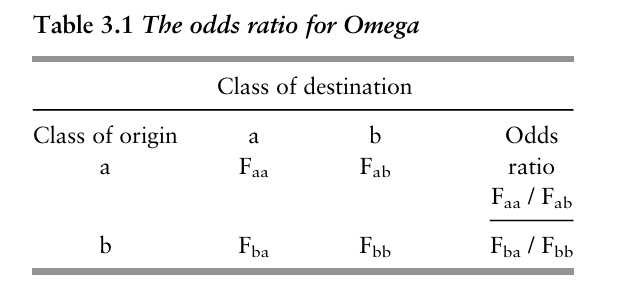 Table 3.1 The odds ratio for Omega
Class of destination
Class of origin a b Odds
a Faa Fab ratio
Faa / Fab
b Fba Fbb Fba / Fbb